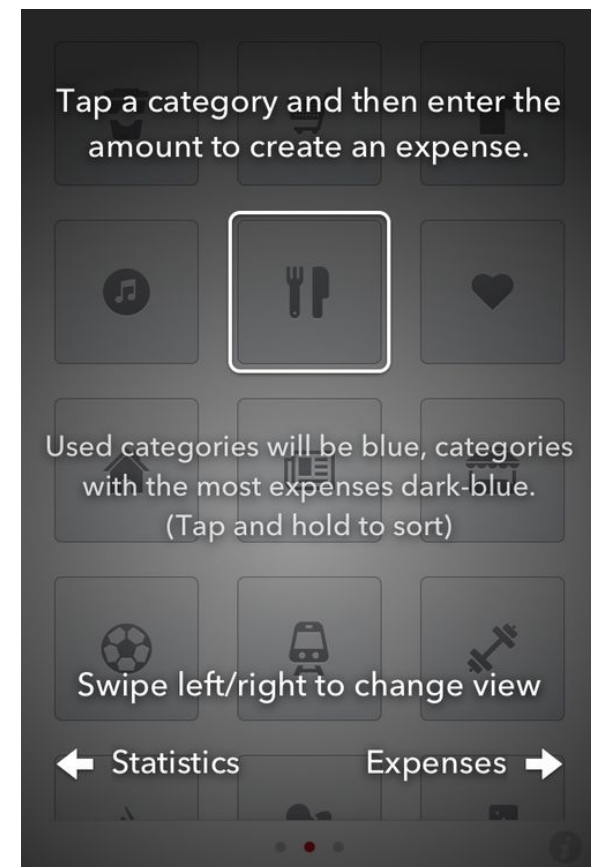 Tap a category and then enter the
amount to create an expense.
Used categories will be blue, categories
with the most expenses dark-blue.
(Tap and hold to sort)
Swipe left/right to change view
Statistics
Expenses